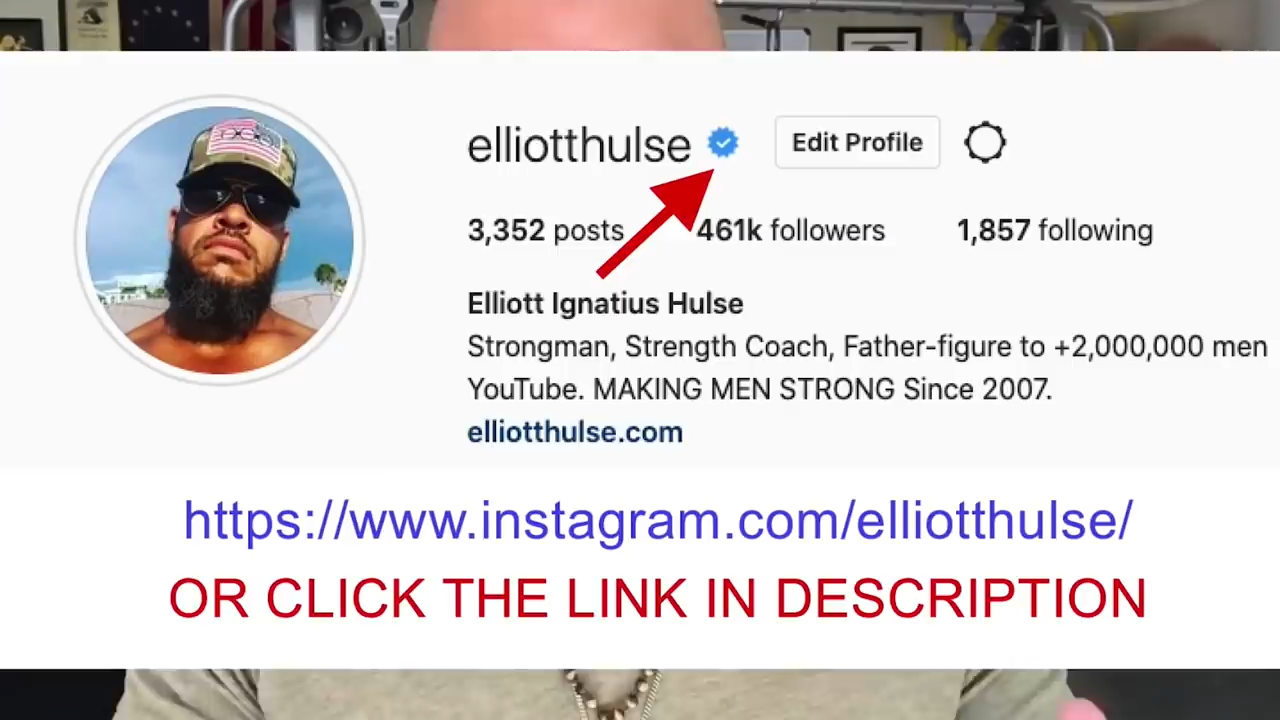 elliotthulse Edit Profile
3,352 posts 461k followers 1,857 following
Elliott Ignatius Hulse
Strongman, Strength Coach, Father-figure to +2,000,000 men
YouTube. MAKING MEN STRONG Since 2007.
elliotthulse.com
https://www.instagram.com/elliotthulse/
OR CLICK THE LINK IN DESCRIPTION